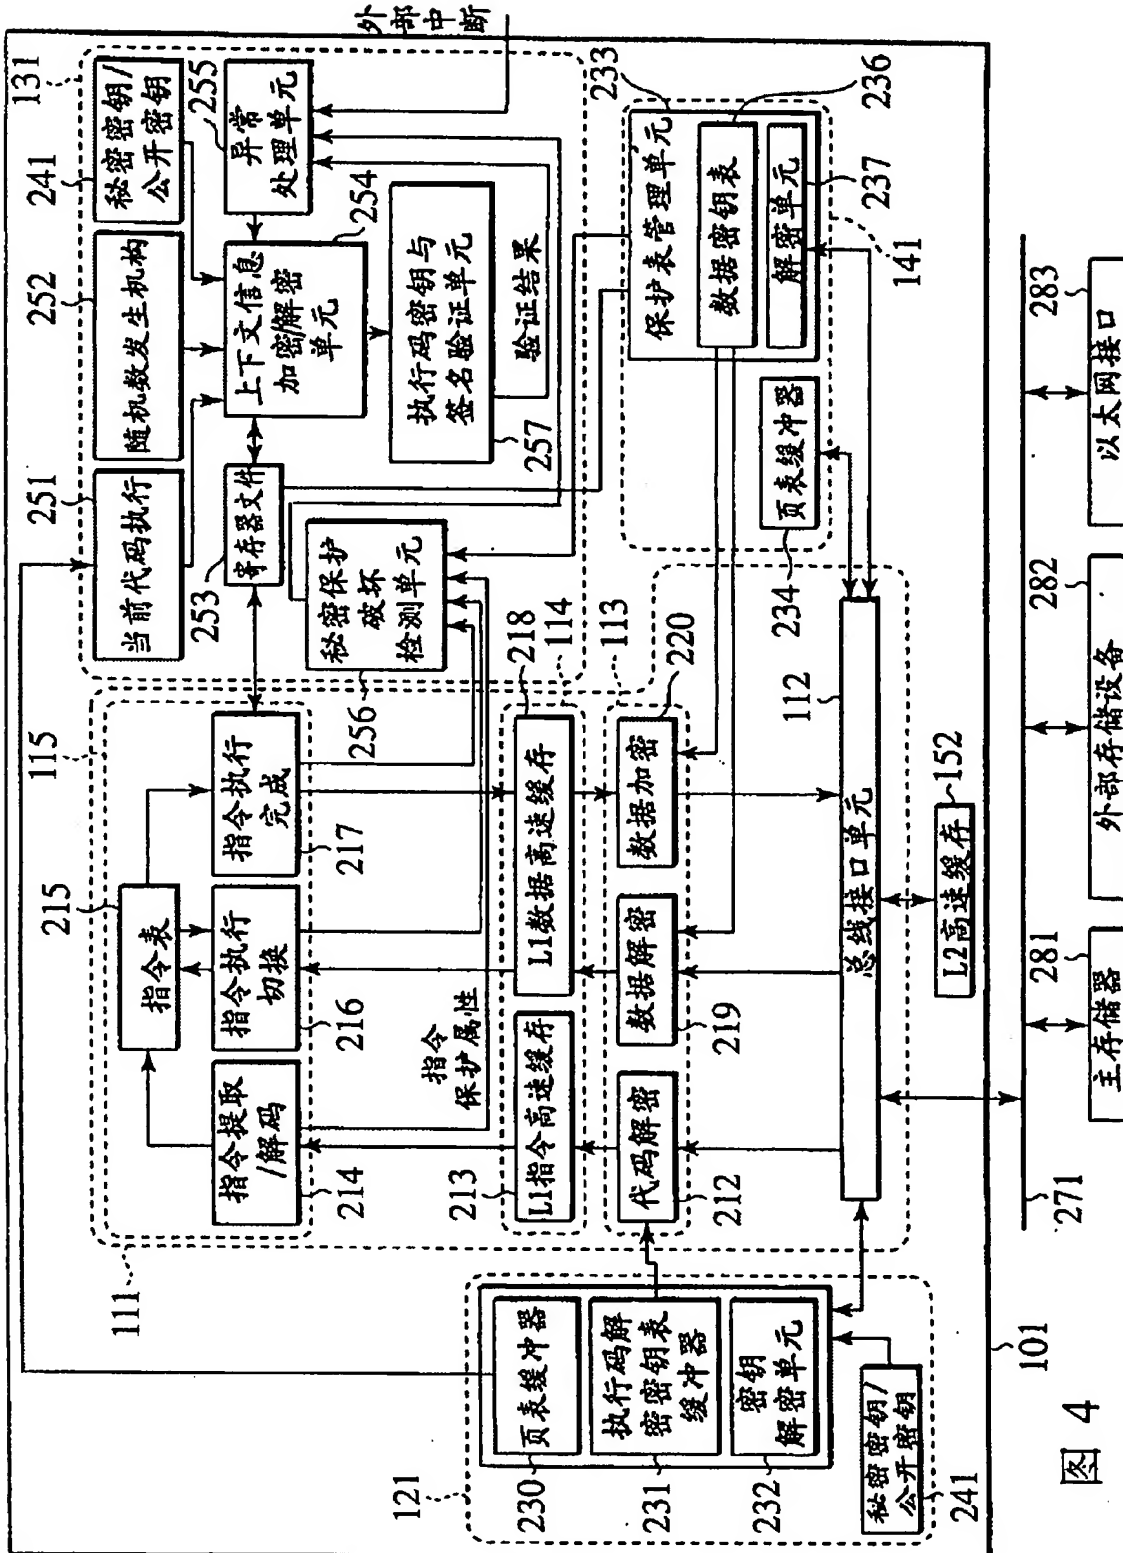 外部中断
131
241
秘密密钥/
公开密钥
252
随机数发生机构
251
当前代码执行
255
异常
处理单元
254
上下文信息
加密/解密
单元
253
寄存器文件
257
执行码密钥与
签名验证单元
验证结果
256
秘密保护
破坏
检测单元
115
215
指令表
217
指令执行
完成
216
指令执行
切换
214
指令提取
/解码
指令
保护属性
111
114
218
L1数据高速缓存
213
L1指令高速缓存
113
220
数据加密
219
数据解密
212
代码解密
233
保护表管理单元
236
数据密钥表
237
解密单元
141
234
页表缓冲器
112
总线接口单元
152
L2高速缓存
121
230
页表缓冲器
231
执行码解
密密钥表
缓冲器
232
密钥
解密单元
241
秘密密钥/
公开密钥
101
271
281
主存储器
282
外部存储设备
283
以太网接口
图 4